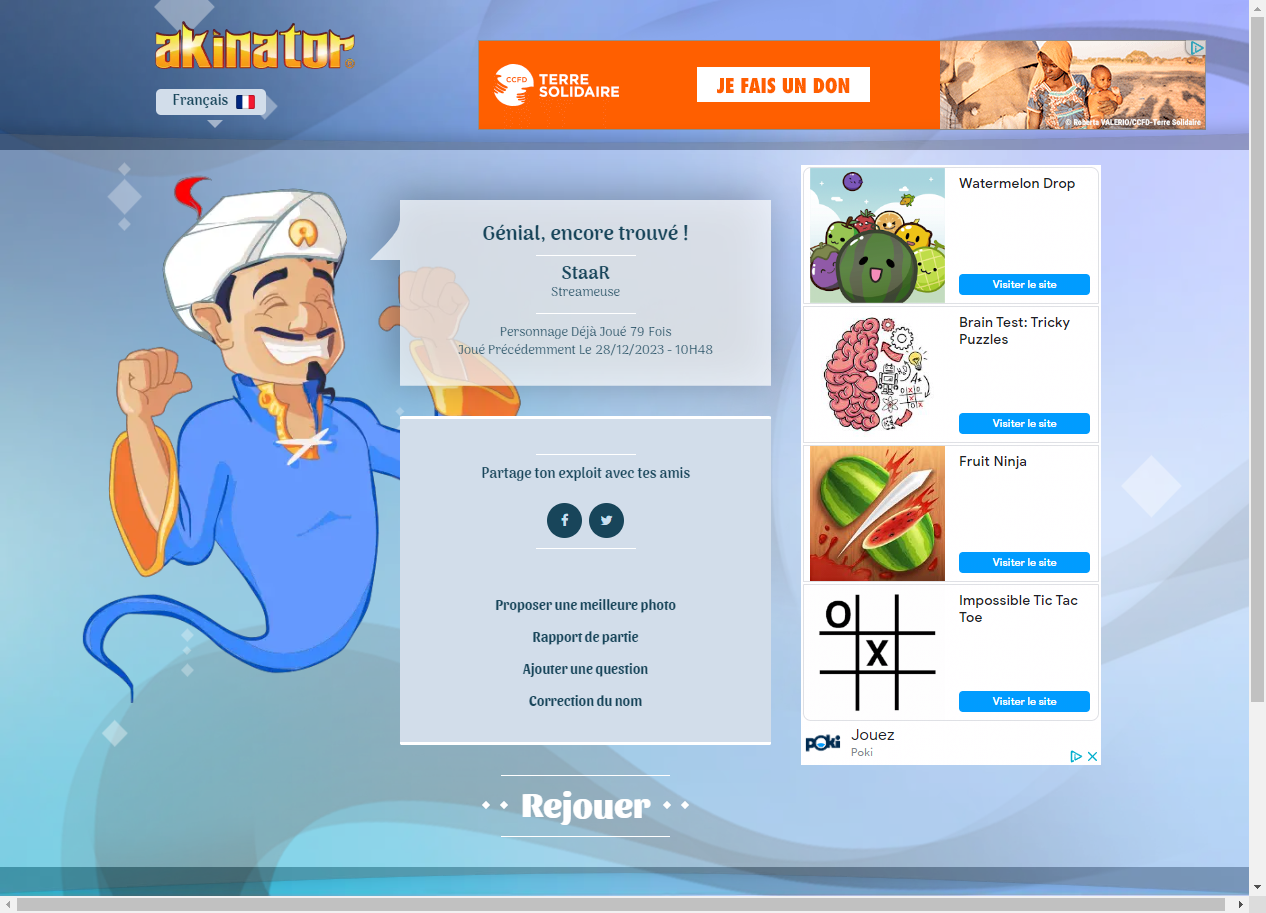 akinator
Français
CCFD
TERRE
SOLIDAIRE
JE FAIS UN DON
© Roberta VALERIO/CCFD-Terre Solidaire
Génial, encore trouvé !
StaaR
Streameuse
Personnage Déjà Joué 79 Fois
Joué Précédemment Le 28/12/2023 - 10H48
Partage ton exploit avec tes amis
Proposer une meilleure photo
Rapport de partie
Ajouter une question
Correction du nom
Rejouer
Watermelon Drop
Visiter le site
Brain Test: Tricky
Puzzles
Visiter le site
Fruit Ninja
Visiter le site
O
X
Impossible Tic Tac
Toe
Visiter le site
poki
Jouez
Poki